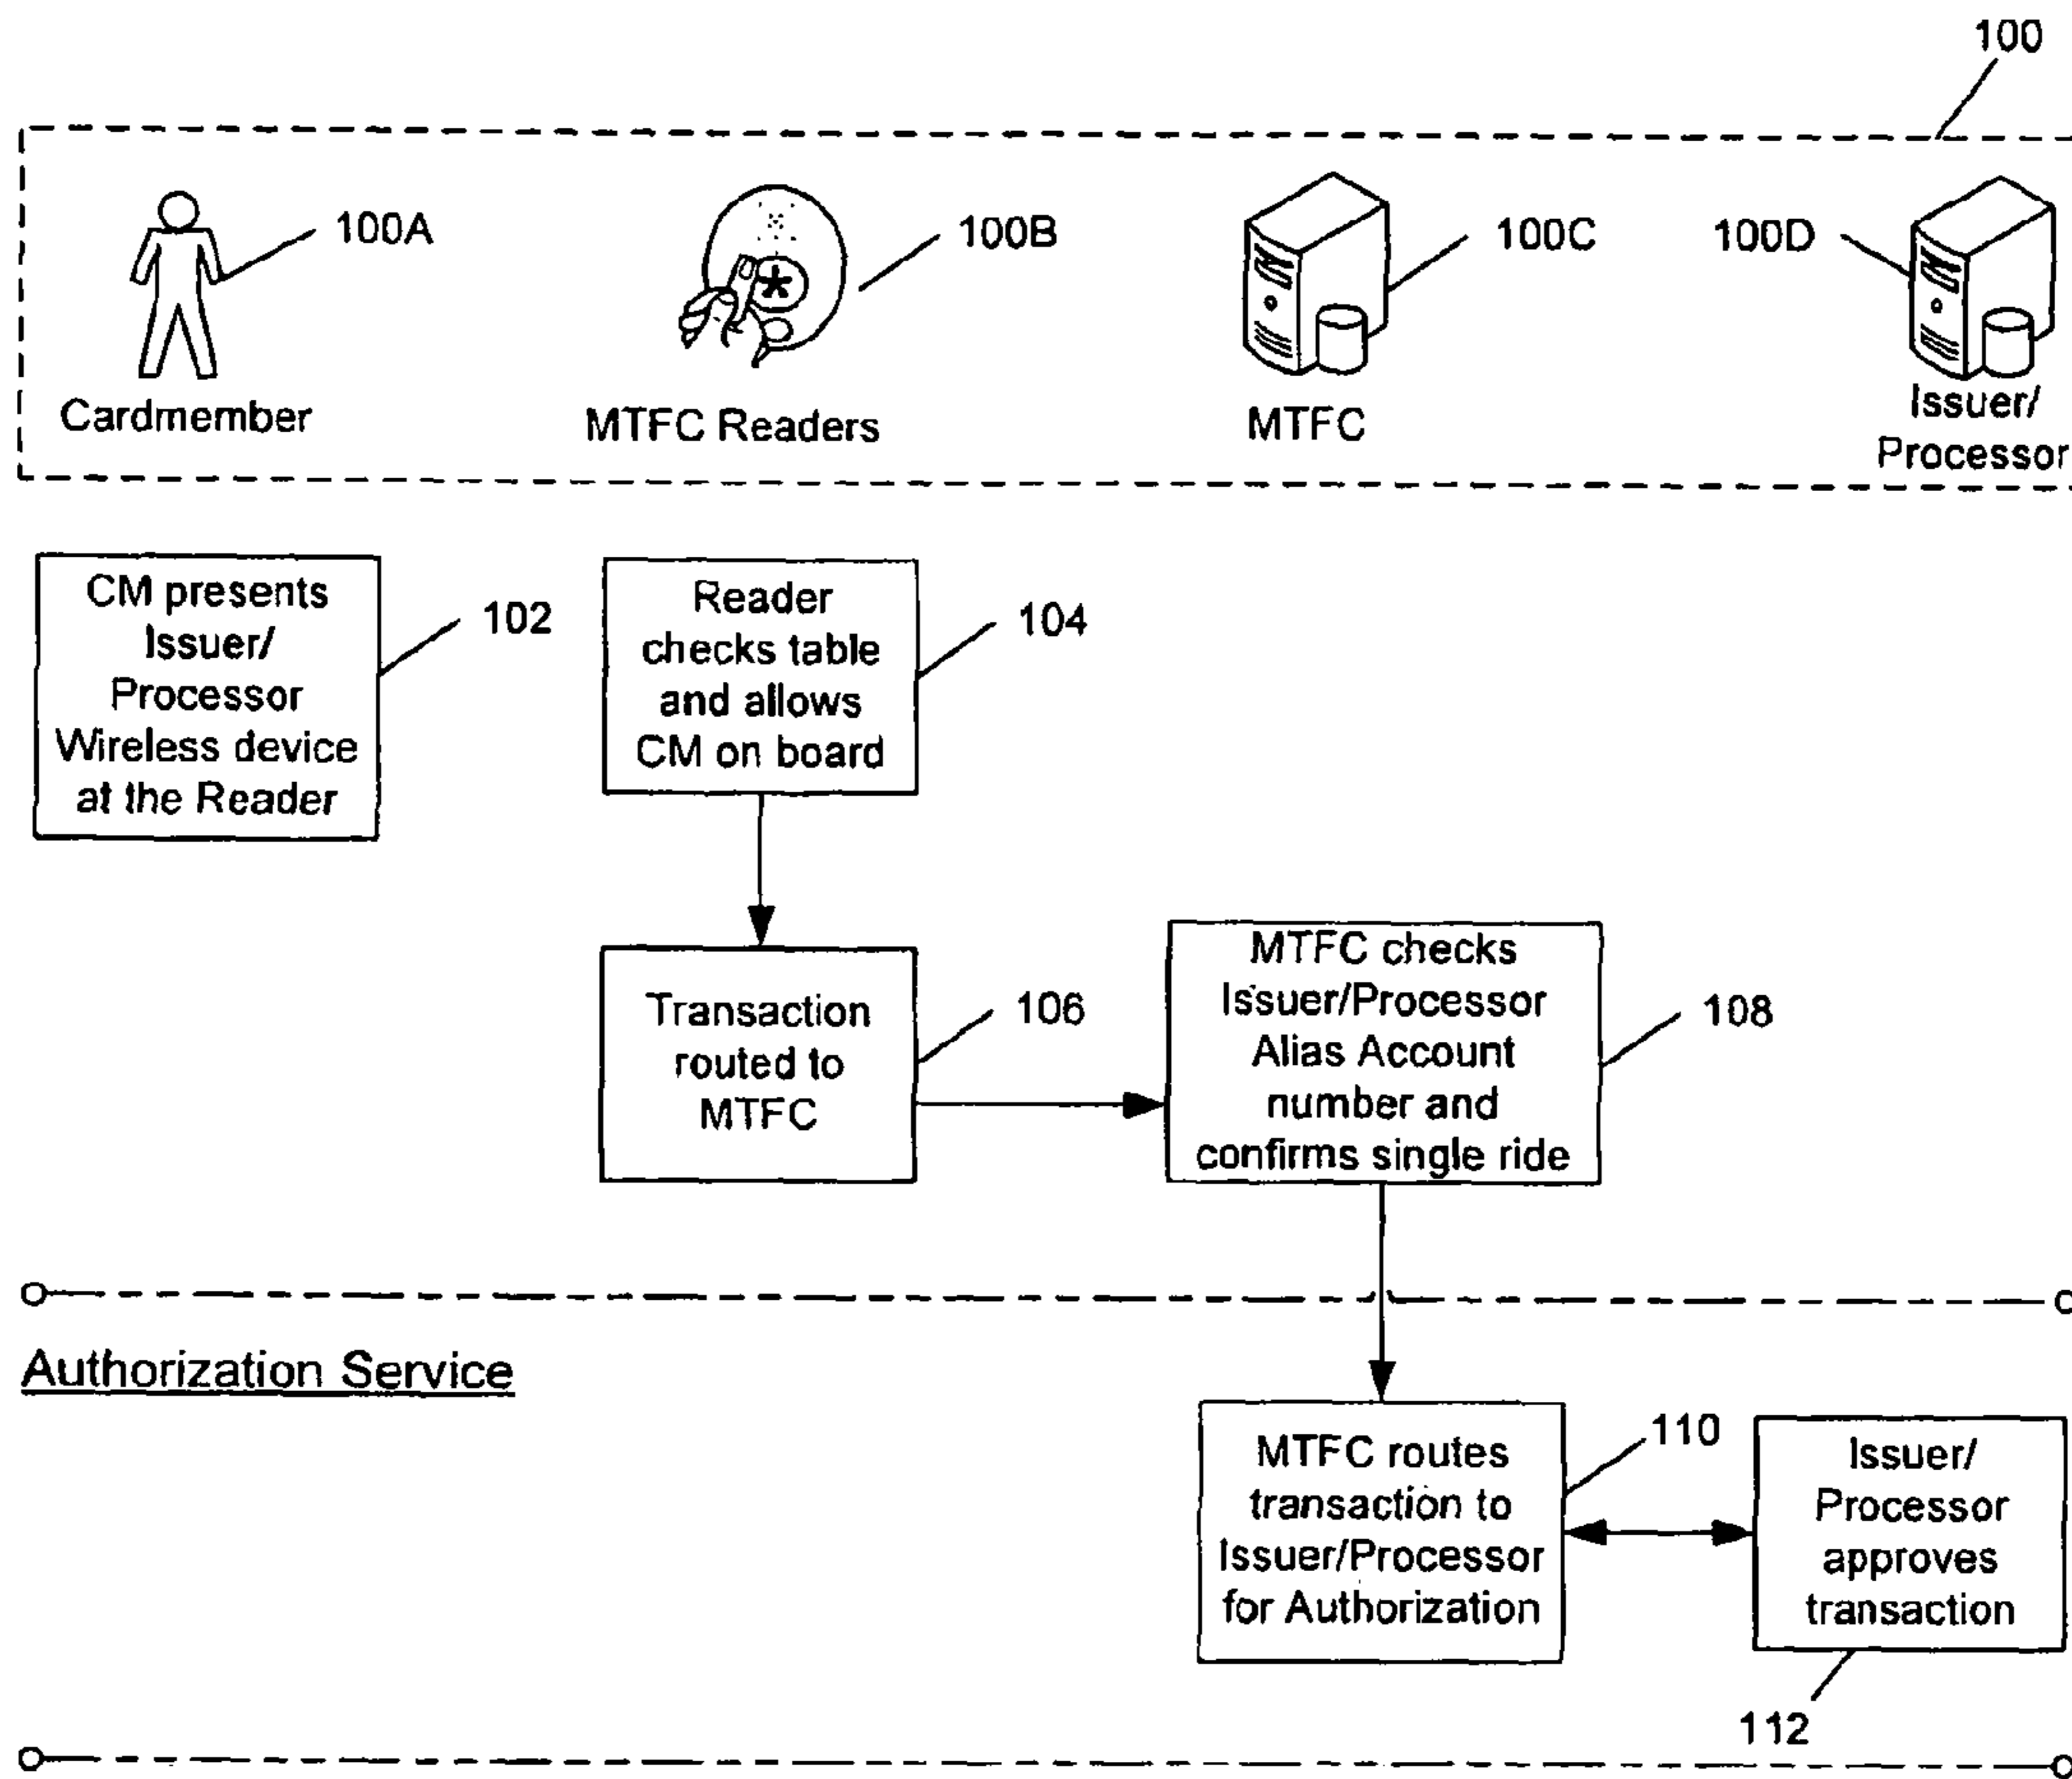 100
100A
100B
100C
100D
Cardmember
MTFC Readers
MTFC
Issuer/
Processor
CM presents
Issuer/
Processor
Wireless device
at the Reader
102
Reader
checks table
and allows
CM on board
104
Transaction
routed to
MTFC
106
MTFC checks
Issuer/Processor
Alias Account
number and
confirms single ride
108
Authorization Service
MTFC routes
transaction to
Issuer/Processor
for Authorization
110
Issuer/
Processor
approves
transaction
112